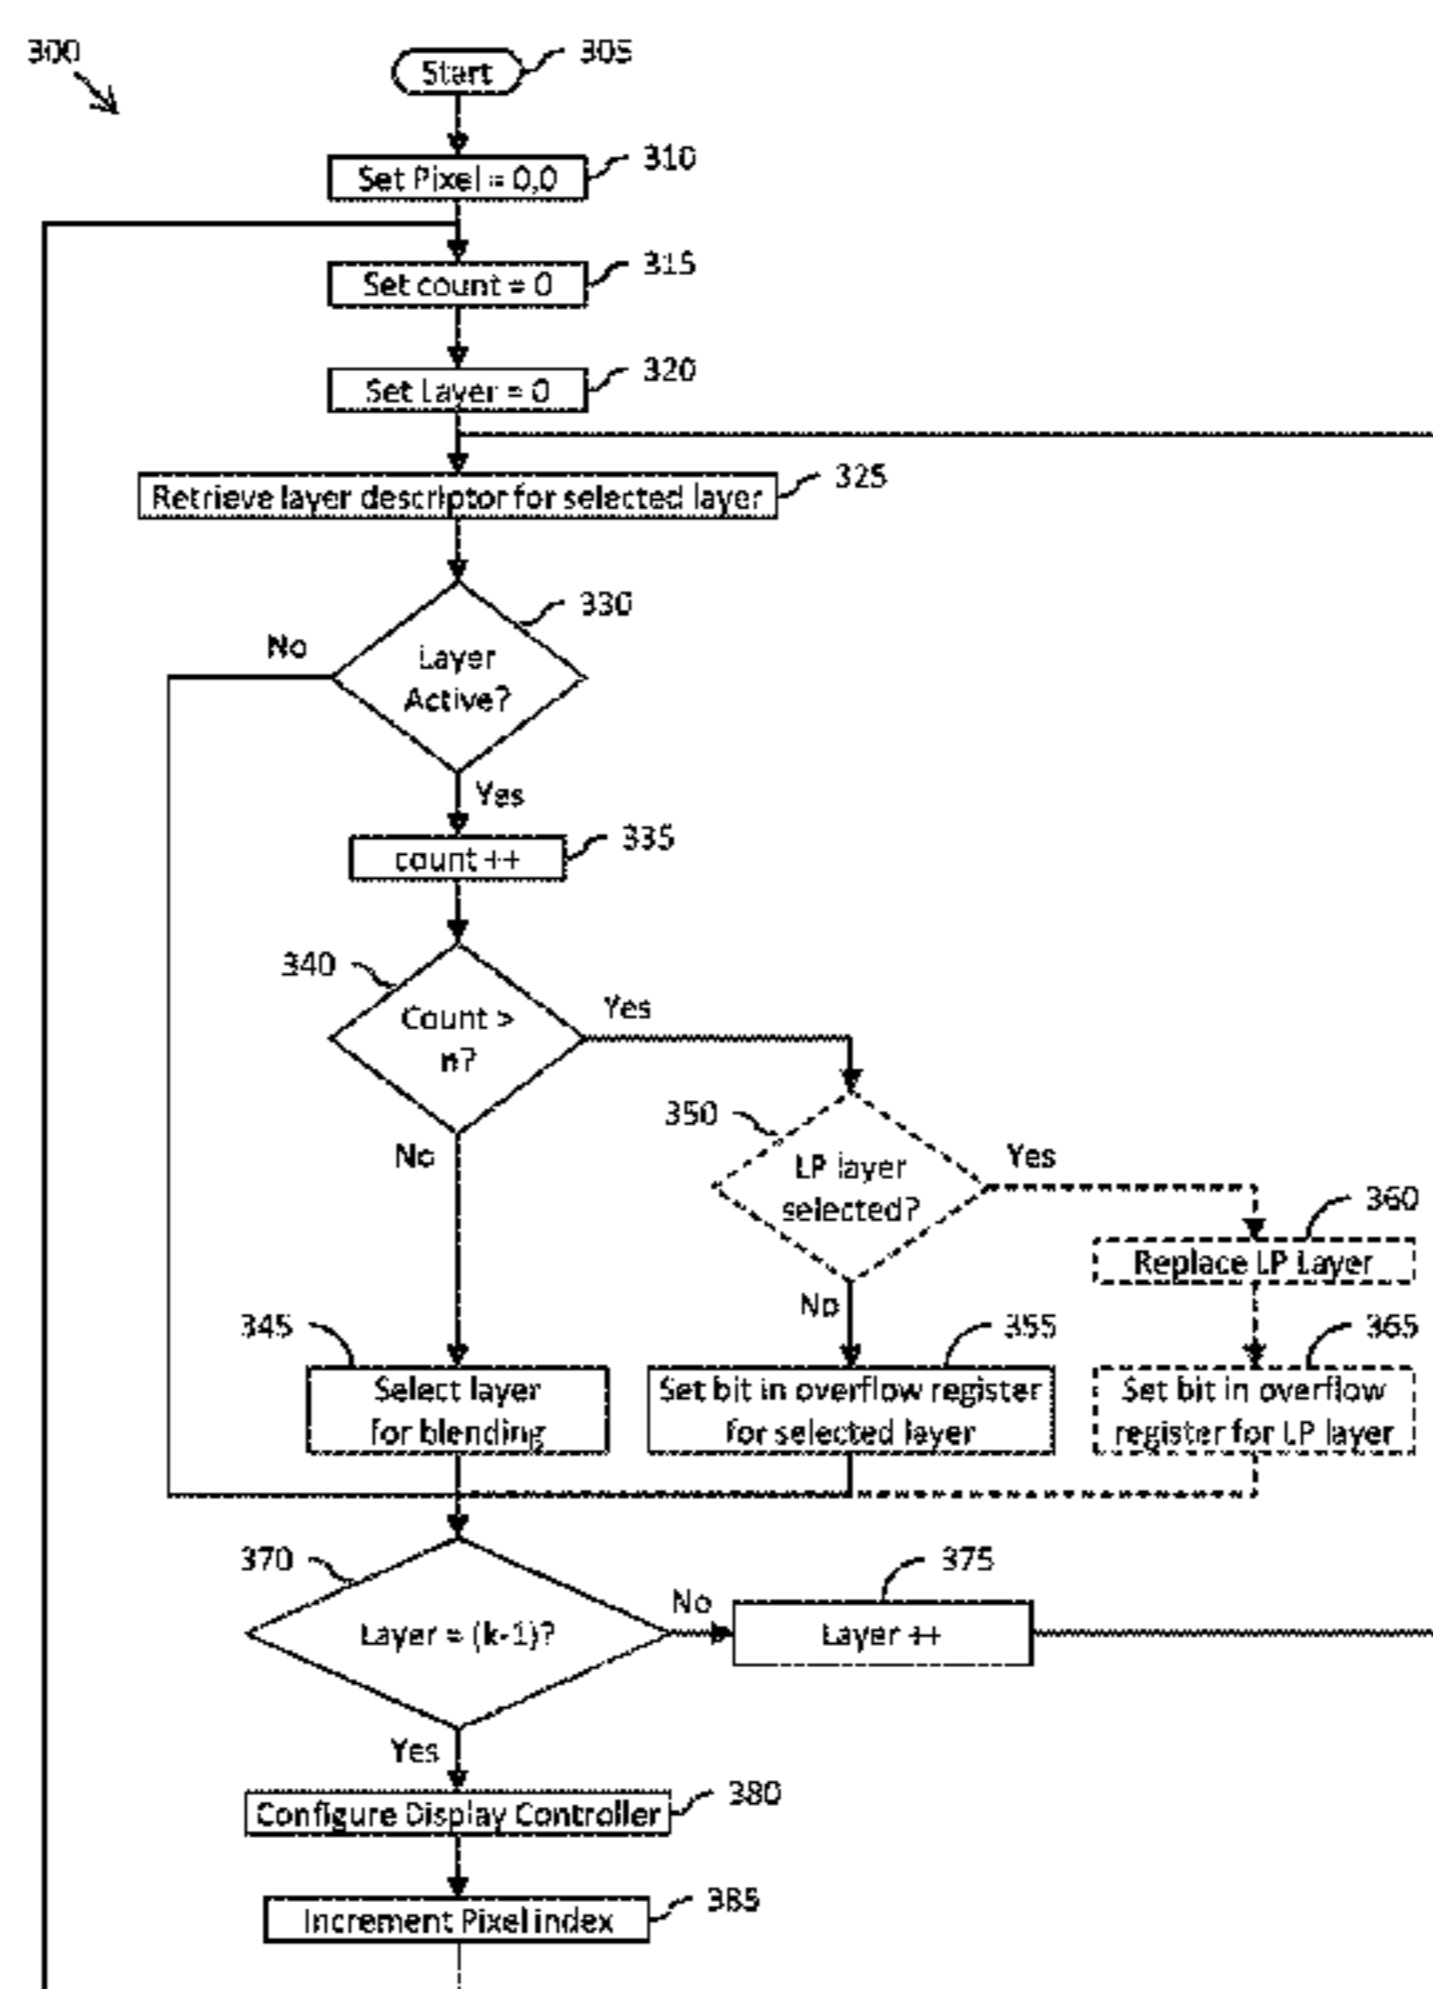 300
Start
305
Set Pixel = 0,0
310
Set count = 0
315
Set Layer = 0
320
Retrieve layer descriptor for selected layer
325
330
No
Layer
Active?
Yes
count ++
335
340
Count >
n?
Yes
No
350
LP layer
selected?
Yes
No
360
Replace LP Layer
345
Select layer
for blending
355
Set bit in overflow register
for selected layer
365
Set bit in overflow
register for LP layer
370
Layer = (k-1)?
No
375
Layer ++
Yes
Configure Display Controller
380
Increment Pixel index
385